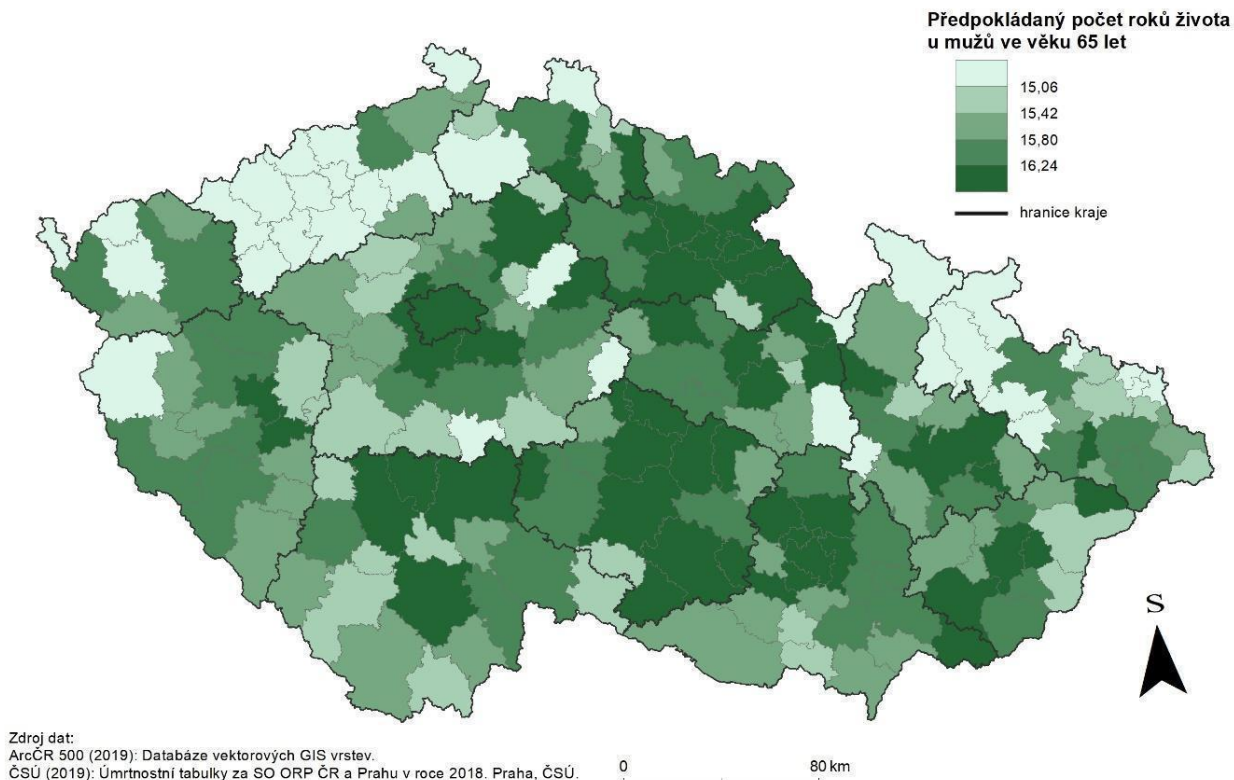 Předpokládaný počet roků života
u mužů ve věku 65 let
15,06
15,42
15,80
16,24
hranice kraje
S
Zdroj dat:
ArcČR 500 (2019): Databáze vektorových GIS vrstev.
ČSÚ (2019): Úmrtnostní tabulky za SO ORP ČR a Prahu v roce 2018. Praha, ČSÚ.
0 80 km